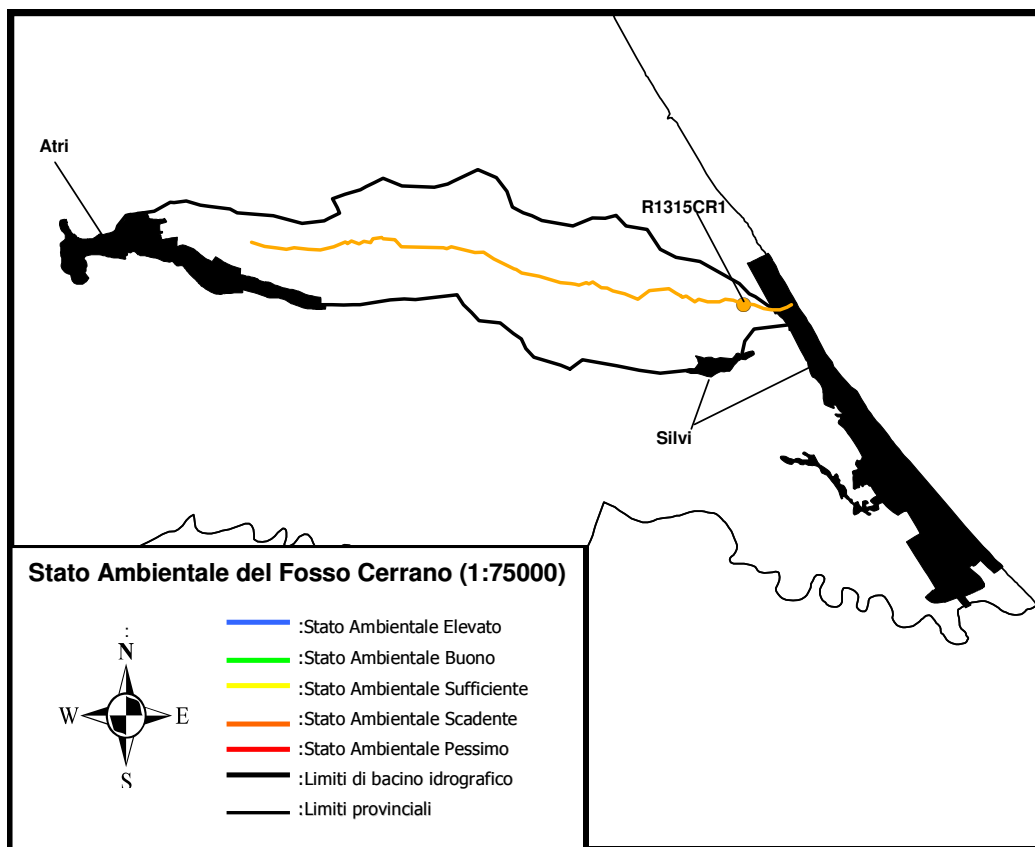 Atri
R1315CR1
Silvi
Stato Ambientale del Fosso Cerrano (1:75000)
:
N
W
E
S
:Stato Ambientale Elevato
:Stato Ambientale Buono
:Stato Ambientale Sufficiente
:Stato Ambientale Scadente
:Stato Ambientale Pessimo
:Limiti di bacino idrografico
:Limiti provinciali